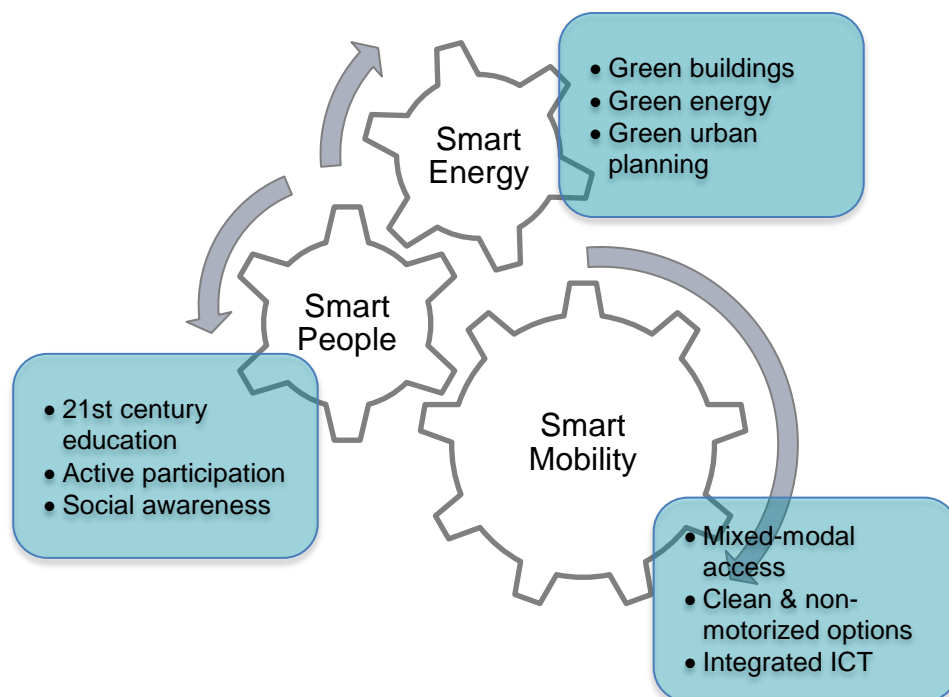 Smart
Energy
• Green buildings
• Green energy
• Green urban
planning
Smart
People
• 21st century
education
• Active participation
• Social awareness
Smart
Mobility
• Mixed-modal
access
• Clean & non-
motorized options
• Integrated ICT